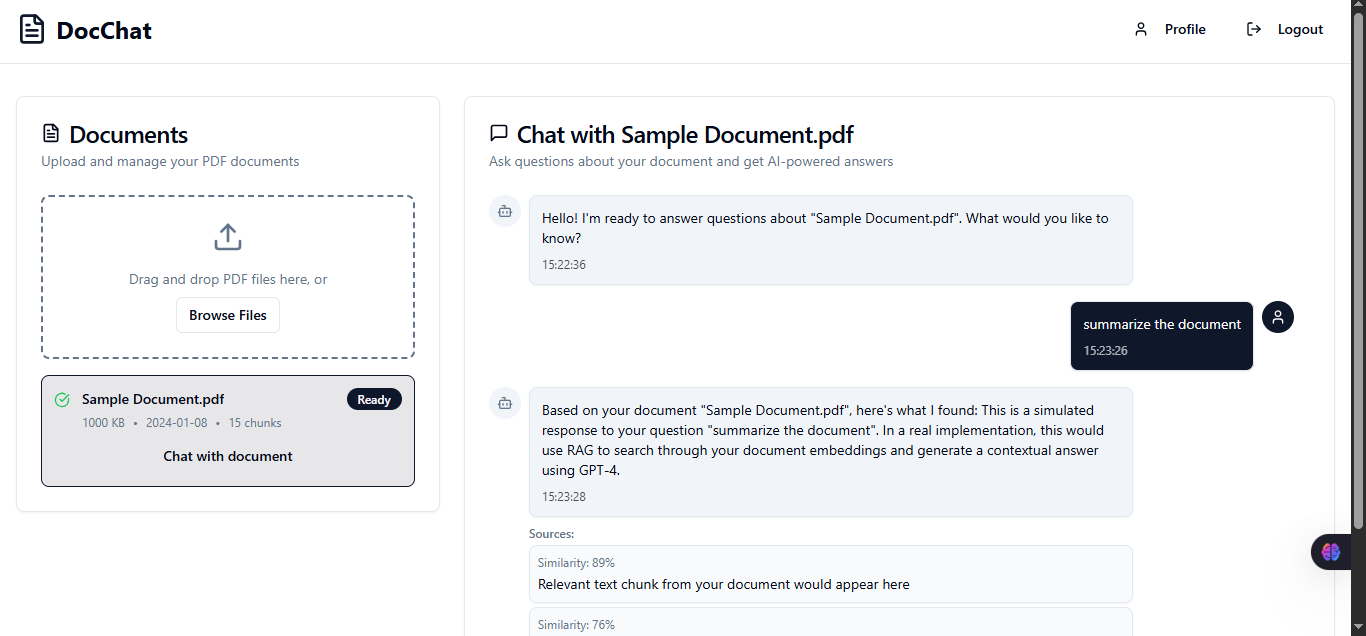 DocChat
Profile
Logout
Documents
Upload and manage your PDF documents
Drag and drop PDF files here, or
Browse Files
Sample Document.pdf
Ready
1000 KB • 2024-01-08 • 15 chunks
Chat with document
Chat with Sample Document.pdf
Ask questions about your document and get AI-powered answers
Hello! I'm ready to answer questions about "Sample Document.pdf". What would you like to
know?
15:22:36
summarize the document
15:23:26
Based on your document "Sample Document.pdf", here's what I found: This is a simulated
response to your question "summarize the document". In a real implementation, this would
use RAG to search through your document embeddings and generate a contextual answer
using GPT-4.
15:23:28
Sources:
Similarity: 89%
Relevant text chunk from your document would appear here
Similarity: 76%